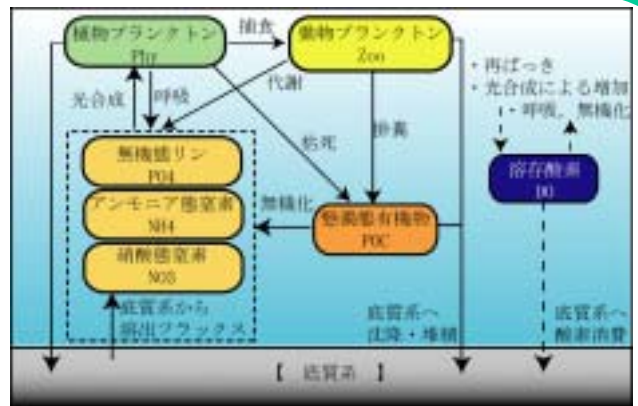 植物プランクトン
Phy
捕食
動物プランクトン
Zoo
・再ばっき
・光合成による増加
・呼吸，無機化
光合成
呼吸
代謝
枯死
排糞
無機態リン
PO4
アンモニア態窒素
NH4
硝酸態窒素
NO3
無機化
懸濁態有機物
POC
溶存酸素
DO
底質系から
溶出フラックス
底質系へ
沈降・堆積
底質系へ
酸素消費
【 底質系 】